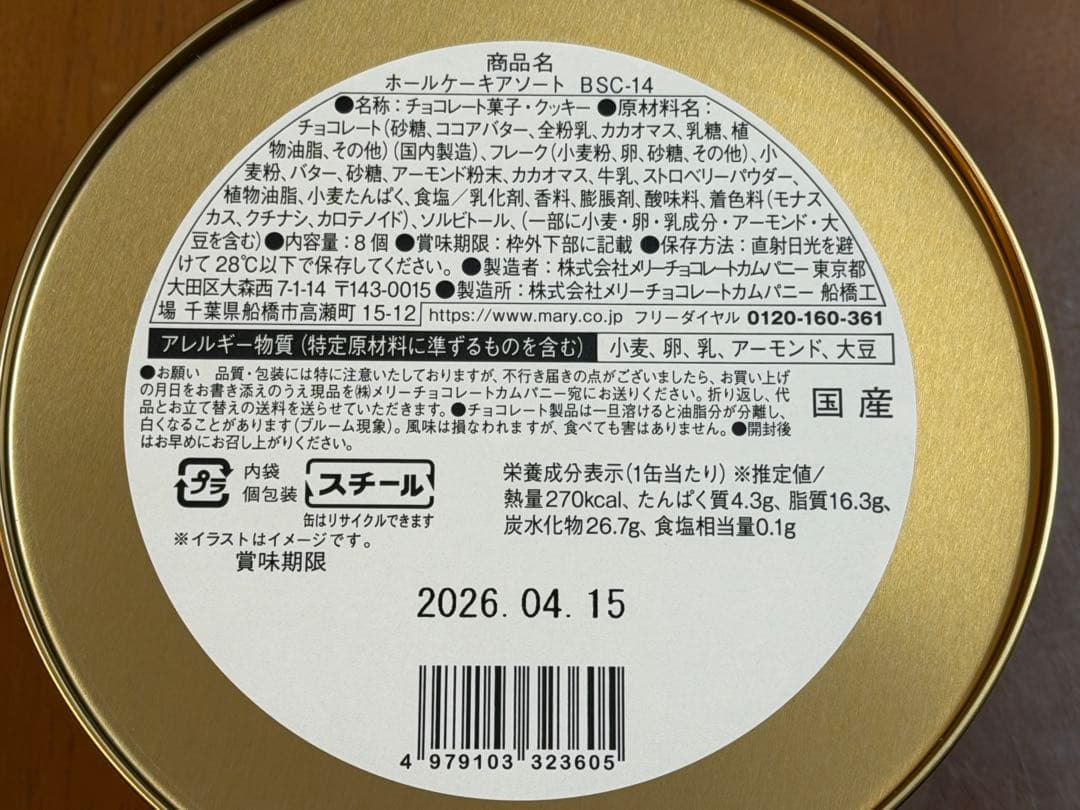 商品名
ホールケーキアソート BSC-14
●名称：チョコレート菓子・クッキー ●原材料名：
チョコレート（砂糖、ココアバター、全粉乳、カカオマス、乳糖、植
物油脂、その他）（国内製造）、フレーク（小麦粉、卵、砂糖、その他）、小
麦粉、バター、砂糖、アーモンド粉末、カカオマス、牛乳、ストロベリーパウダー、
植物油脂、小麦たんぱく、食塩／乳化剤、香料、膨脹剤、酸味料、着色料（モナス
カス、クチナシ、カロテノイド）、ソルビトール、（一部に小麦・卵・乳成分・アーモンド・大
豆を含む）●内容量：8個 ●賞味期限：枠外下部に記載 ●保存方法：直射日光を避
けて28℃以下で保存してください。●製造者：株式会社メリーチョコレートカムパニー 東京都
大田区大森西7-1-14 〒143-0015 ●製造所：株式会社メリーチョコレートカムパニー 船橋工
場 千葉県船橋市高瀬町15-12 https://www.mary.co.jp フリーダイヤル 0120-160-361
アレルギー物質（特定原材料に準ずるものを含む） 小麦、卵、乳、アーモンド、大豆
●お願い 品質・包装には特に注意いたしておりますが、不行き届きの点がございましたら、お買い上げ
の月日をお書き添えのうえ現品を㈱メリーチョコレートカムパニー宛にお送りください。折り返し、代
品とお立て替えの送料を送らせていただきます。●チョコレート製品は一旦溶けると油脂分が分離し、
白くなることがあります（ブルーム現象）。風味は損なわれますが、食べても害はありません。●開封後
はお早めにお召し上がりください。
国産
プラ
内袋
個包装
スチール
缶はリサイクルできます
※イラストはイメージです。
栄養成分表示（1缶当たり）※推定値/
熱量270kcal、たんぱく質4.3g、脂質16.3g、
炭水化物26.7g、食塩相当量0.1g
賞味期限
2026.04.15
4 979103 323605